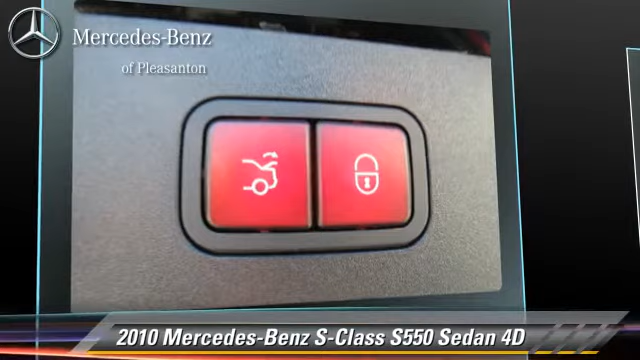 Mercedes-Benz
of Pleasanton
2010 Mercedes-Benz S-Class S550 Sedan 4D